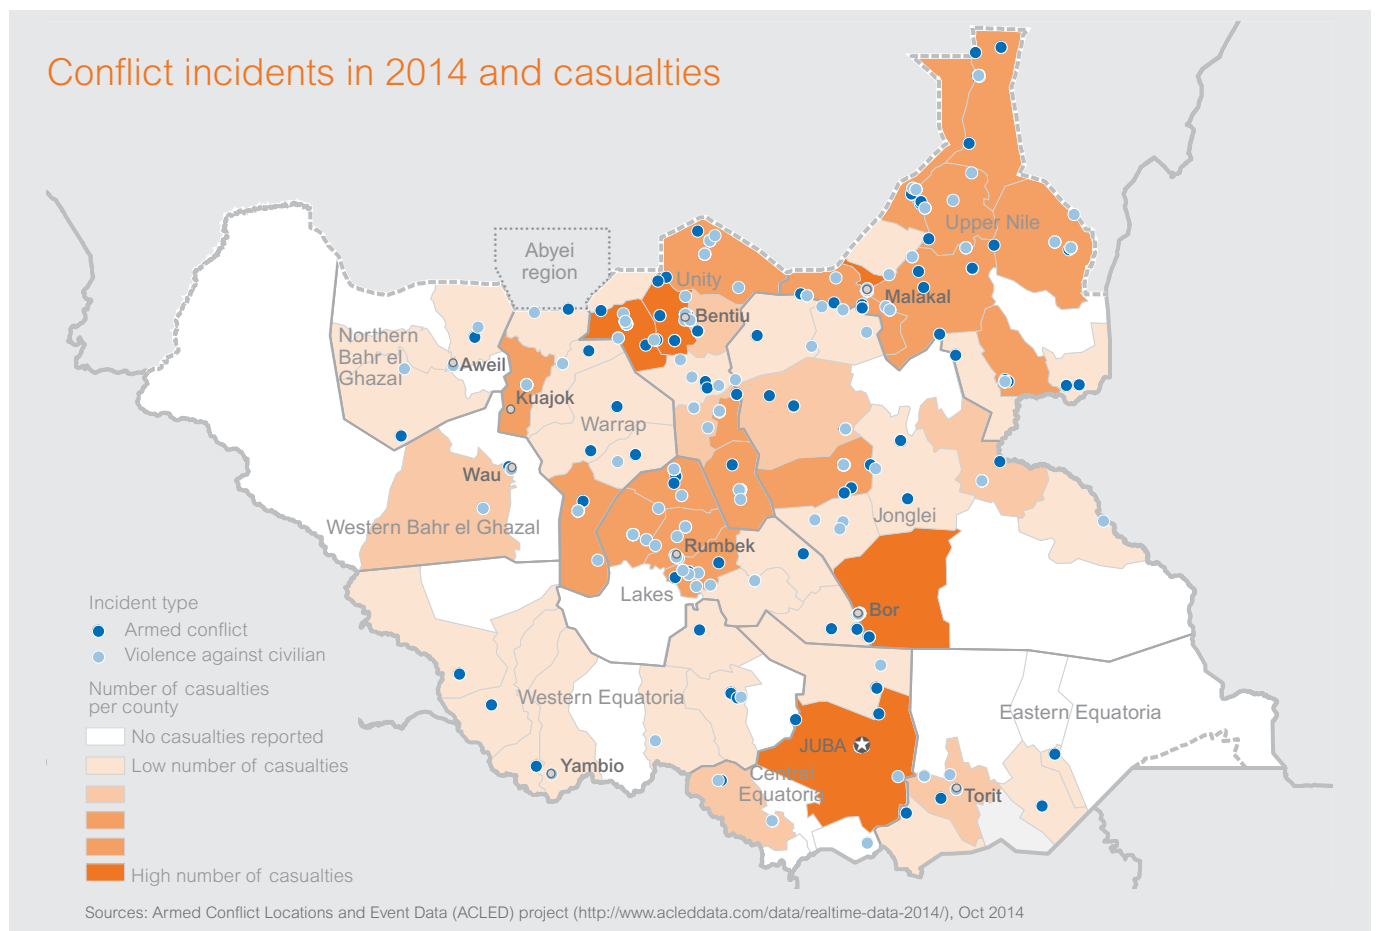 Conflict incidents in 2014 and casualties
Abyei
region
Unity
Upper Nile
Malakal
Bentiu
Northern
Bahr el
Ghazal
Aweil
Kuajok
Warrap
Wau
Western Bahr el Ghazal
Jonglei
Rumbek
Lakes
Bor
Western Equatoria
Eastern Equatoria
JUBA
Central
Equatoria
Yambio
Torit
Incident type
Armed conflict
Violence against civilian
Number of casualties
per county
No casualties reported
Low number of casualties
High number of casualties
Sources: Armed Conflict Locations and Event Data (ACLED) project (http://www.acleddata.com/data/realtime-data-2014/), Oct 2014